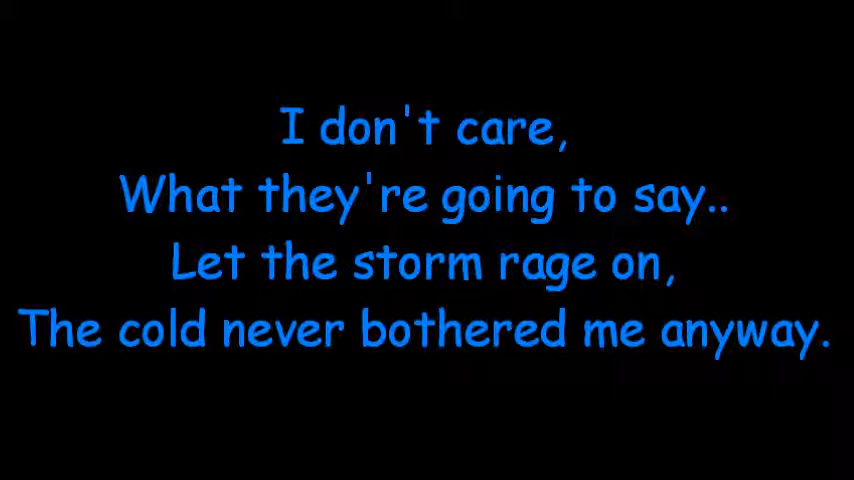 I don't care,
What they're going to say..
Let the storm rage on,
The cold never bothered me anyway.